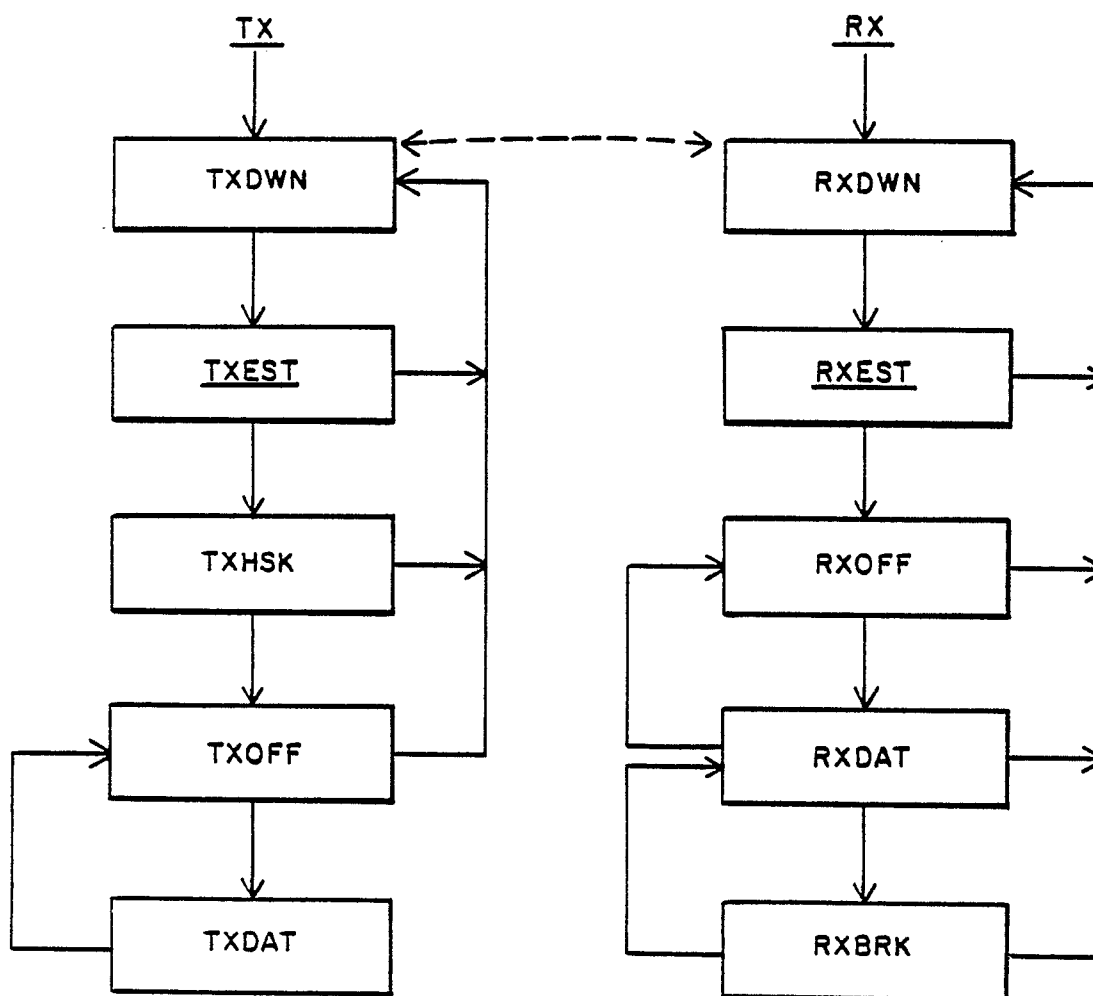 TX
RX
TXDWN
RXDWN
TXEST
RXEST
TXHSK
RXOFF
TXOFF
RXDAT
TXDAT
RXBRK